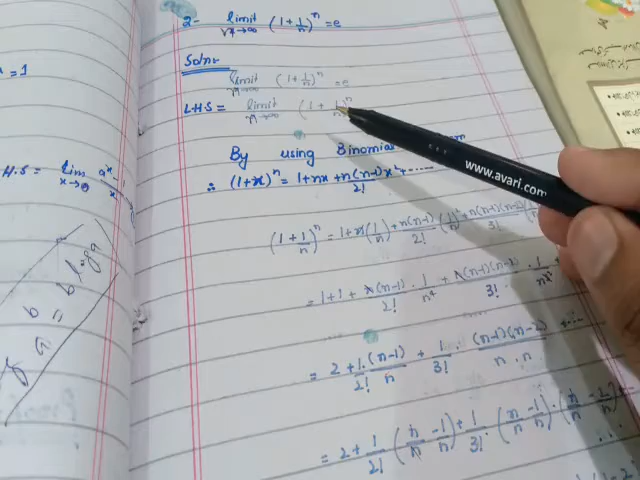 = 1
H.S = lim x→0 aˣ - 1 / x
2- limit n→∞ (1 + 1/n)ⁿ = e
Soln-
limit n→∞ (1 + 1/n)ⁿ = e
LHS = limit n→∞ (1 + 1/n)ⁿ
By using Binomial
∴ (1+x)ⁿ = 1 + nx + n(n-1)x²/2! + ......
(1 + 1/n)ⁿ = 1 + n(1/n) + n(n-1)/2! (1/n)² + n(n-1)(n-2)/3!
= 1 + 1 + n(n-1)/2! · 1/n² + n(n-1)(n-2)/3! · 1/n³
= 2 + 1/2! · (n-1)/n + 1/3! · (n-1)(n-2)/n·n ....
= 2 + 1/2! (n/n - 1/n) + 1/3! · (n/n - 1/n) · (n/n - 2/n) ...
www.avari.com